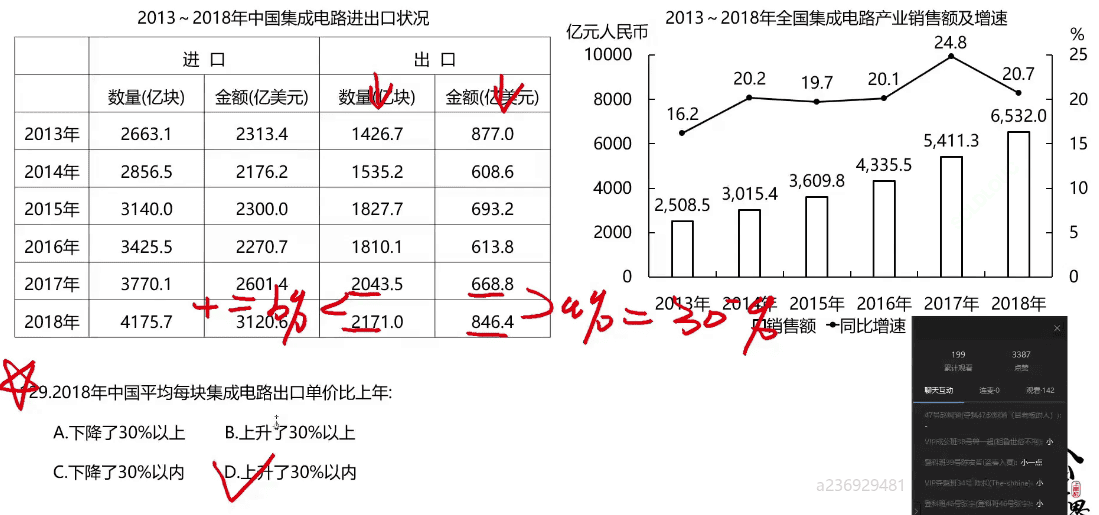 2013～2018年中国集成电路进出口状况
进 口 出 口
数量(亿块) 金额(亿美元) 数量(亿块) 金额(亿美元)
2013年 2663.1 2313.4 1426.7 877.0
2014年 2856.5 2176.2 1535.2 608.6
2015年 3140.0 2300.0 1827.7 693.2
2016年 3425.5 2270.7 1810.1 613.8
2017年 3770.1 2601.4 2043.5 668.8
2018年 4175.7 3120.6 2171.0 846.4
+ = b% < > a% = 30-%
2013～2018年全国集成电路产业销售额及增速
亿元人民币 %
10000 25
8000 20
6000 15
4000 10
2000 5
0 0
16.2 20.2 19.7 20.1 24.8 20.7
2,508.5 3,015.4 3,609.8 4,335.5 5,411.3 6,532.0
2013年 2014年 2015年 2016年 2017年 2018年
销售额 同比增速
29.2018年中国平均每块集成电路出口单价比上年:
A.下降了30%以上 B.上升了30%以上
C.下降了30%以内 D.上升了30%以内
199 3387
累计观看 点赞
聊天互动 连麦·0 观看·142
小
小一点
小
小
a236929481